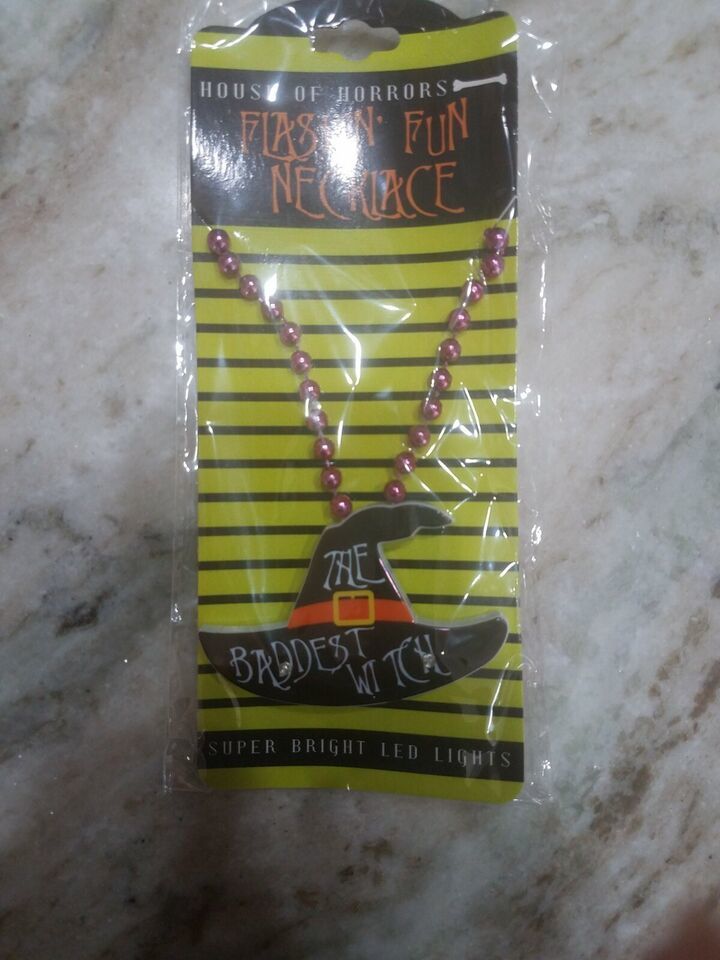 HOUSE OF HORRORS
FLASHIN' FUN
NECKLACE
THE
BADDEST
WITCH
SUPER BRIGHT LED LIGHTS